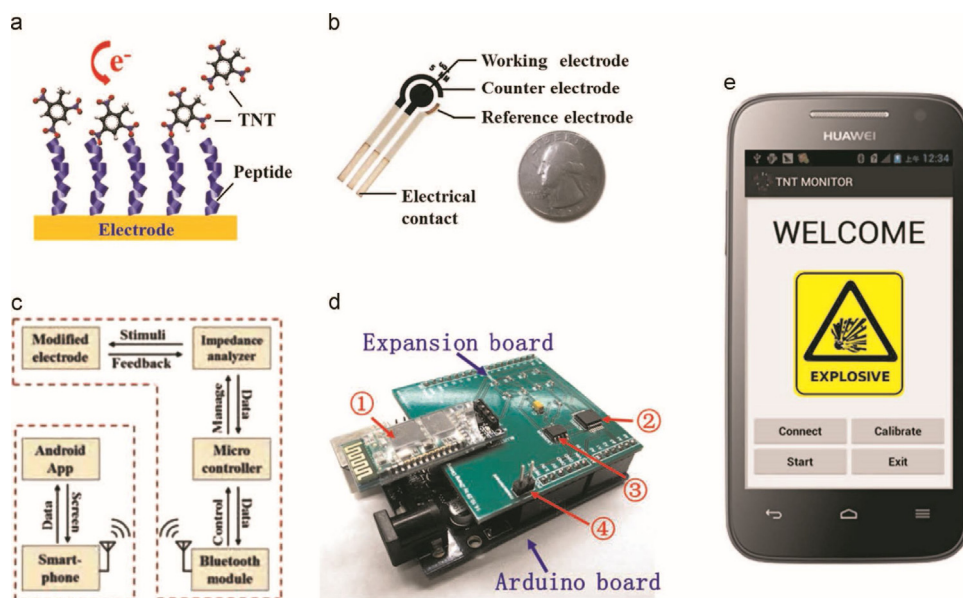 a
e-
TNT
Peptide
Electrode
b
Working electrode
Counter electrode
Reference electrode
Electrical
contact
c
Modified
electrode
Stimuli
Feedback
Impedance
analyzer
Manage
Data
Micro
controller
Control
Data
Bluetooth
module
Android
App
Data
Screen
Smart-
phone
d
Expansion board
①
②
③
④
Arduino board
e
HUAWEI
上午 12:34
TNT MONITOR
WELCOME
EXPLOSIVE
Connect
Calibrate
Start
Exit